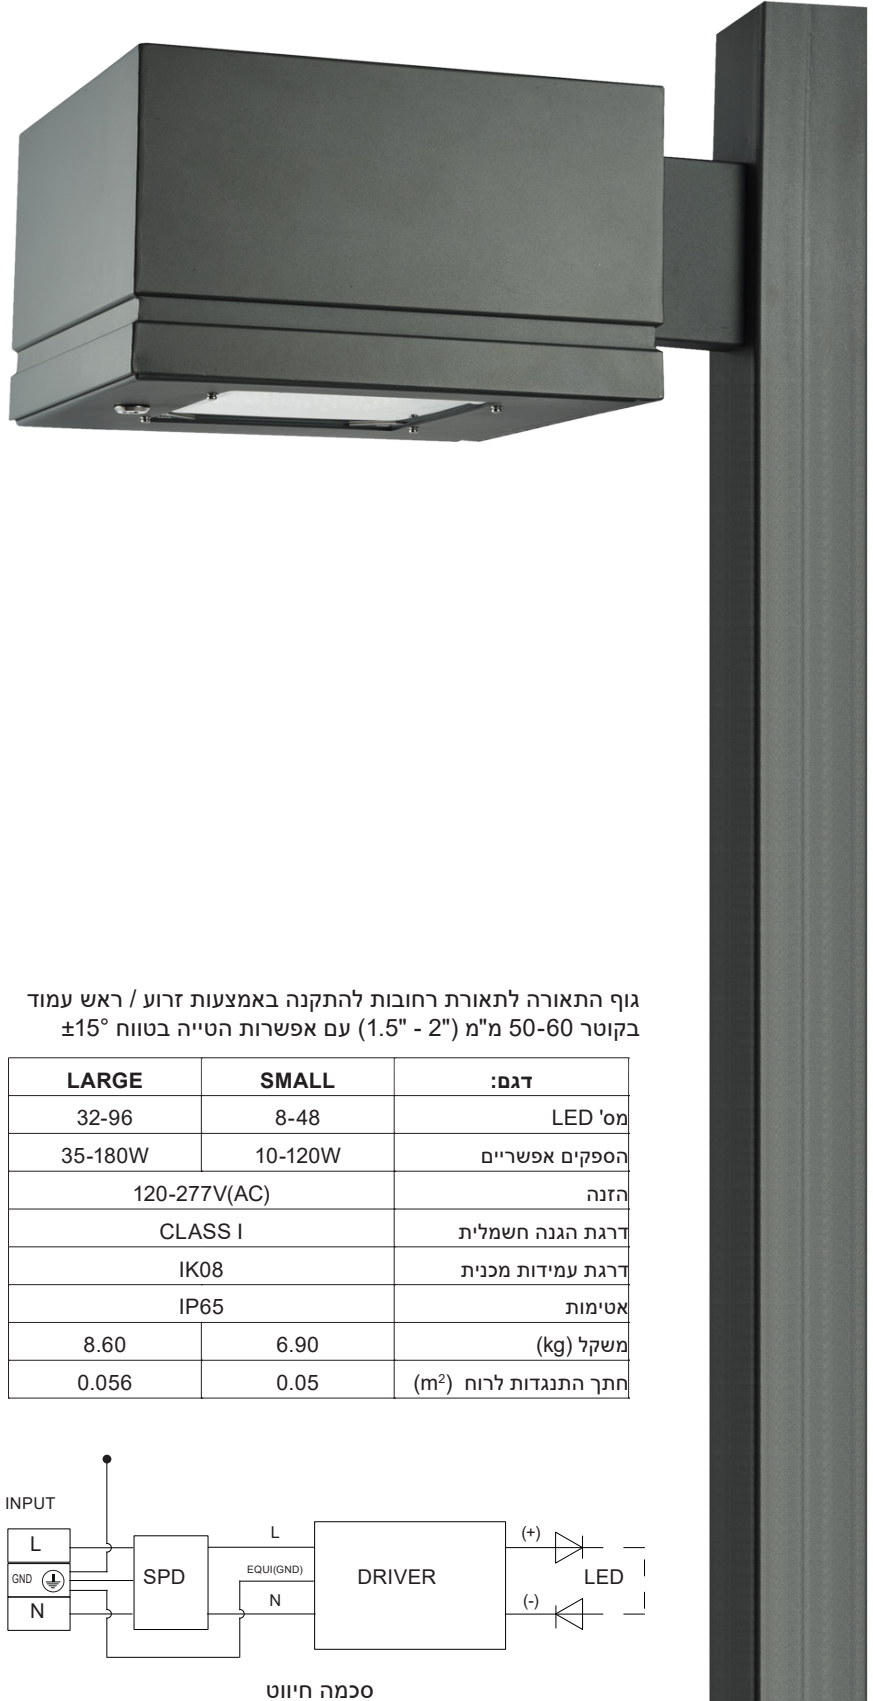 גוף התאורה לתאורת רחובות להתקנה באמצעות זרוע / ראש עמוד
בקוטר 50-60 מ"מ ("2 - "1.5) עם אפשרות הטייה בטווח ±15°
דגם: SMALL LARGE
מס' LED 8-48 32-96
הספקים אפשריים 10-120W 35-180W
הזנה 120-277V(AC)
דרגת הגנה חשמלית CLASS I
דרגת עמידות מכנית IK08
אטימות IP65
משקל (kg) 6.90 8.60
חתך התנגדות לרוח (m²) 0.05 0.056
INPUT
L
GND
N
SPD
L
EQUI(GND)
N
DRIVER
(+)
LED
(-)
סכמה חיווט